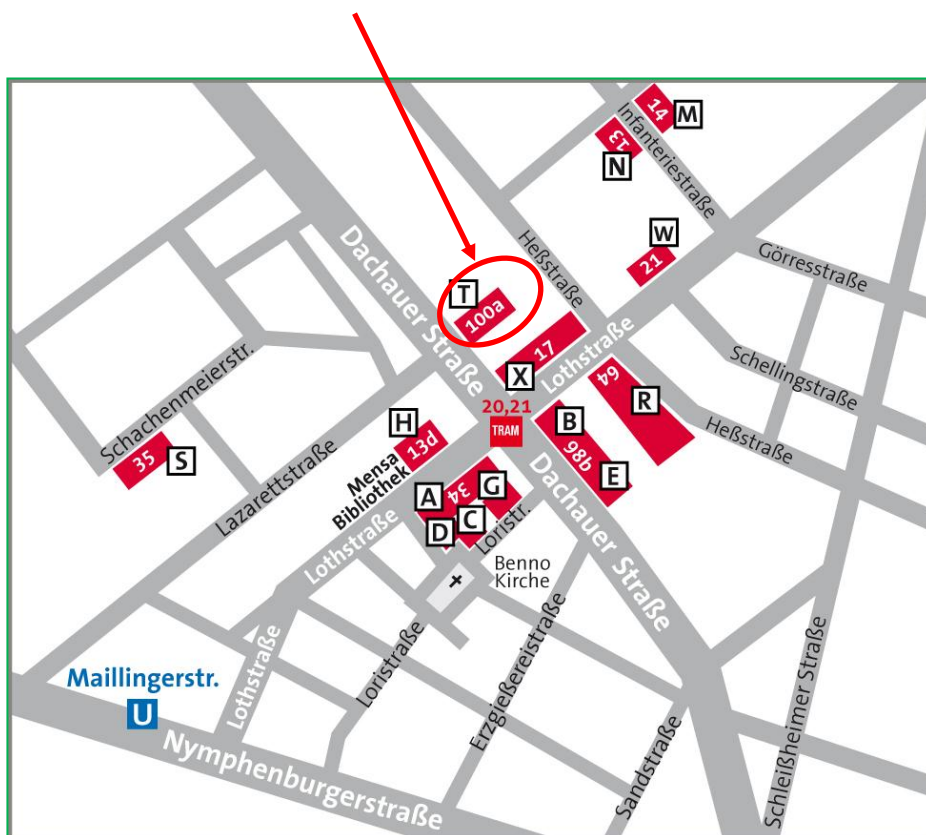 14
M
Infanteriestraße
13
N
W
21
Görresstraße
Dachauer Straße
Heßstraße
T
100a
17
X
Lothstraße
Schellingstraße
64
R
Heßstraße
20,21
TRAM
B
98b
E
Schachenmeierstr.
35
S
H
13d
Mensa
Bibliothek
A
34
G
D
C
Loristr.
Lazarettstraße
Lothstraße
Dachauer Straße
Benno
Kirche
Lothstraße
Loristraße
Erzgießereistraße
Sandstraße
Schleißheimer Straße
Maillingerstr.
U
Nymphenburgerstraße